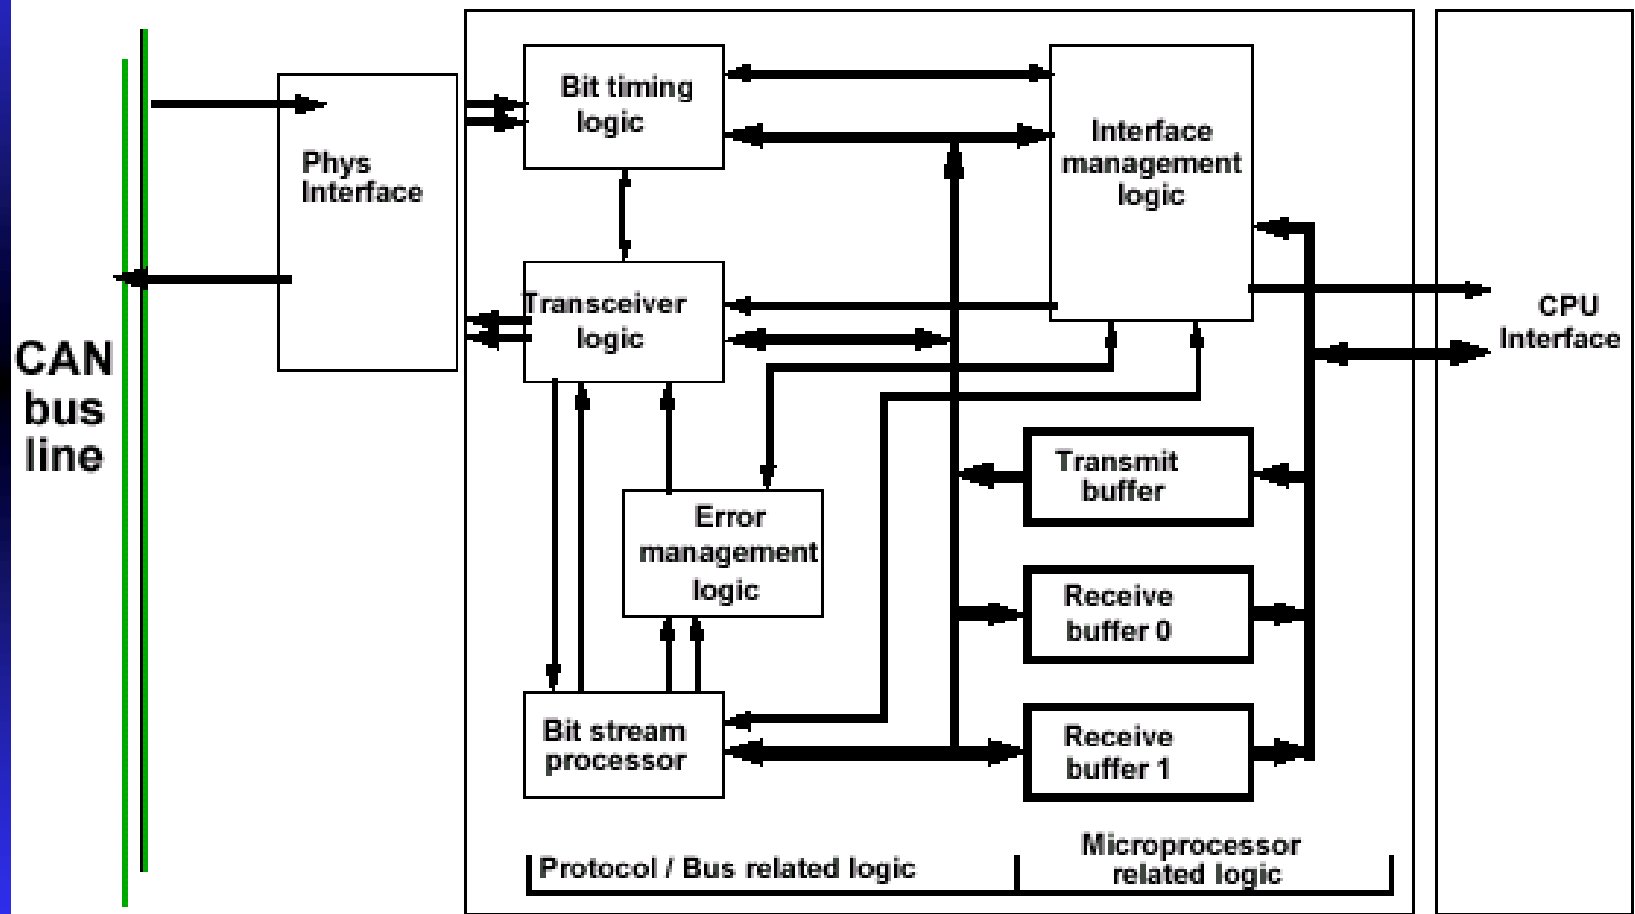 Bit timing
logic
Interface
management
logic
Phys
Interface
Transceiver
logic
CPU
Interface
CAN
bus
line
Transmit
buffer
Error
management
logic
Receive
buffer 0
Bit stream
processor
Receive
buffer 1
Protocol / Bus related logic
Microprocessor
related logic